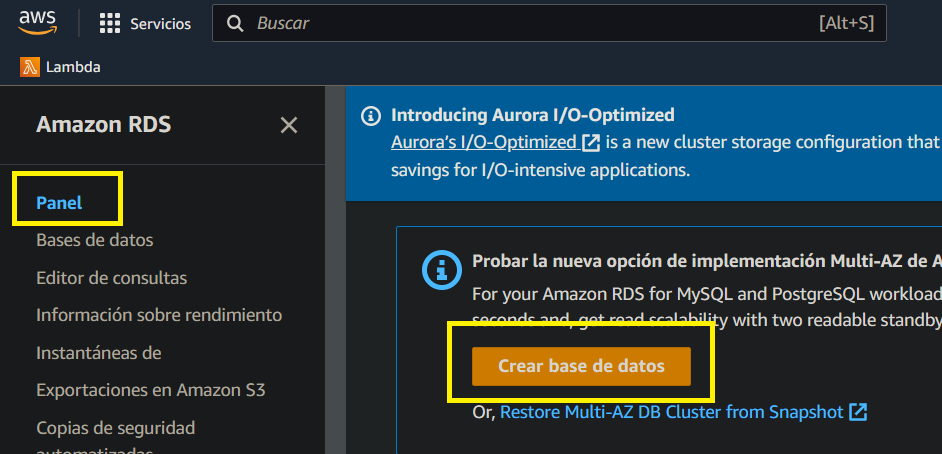 aws
Servicios
Buscar
[Alt+S]
Lambda
Amazon RDS
Panel
Bases de datos
Editor de consultas
Información sobre rendimiento
Instantáneas de
Exportaciones en Amazon S3
Copias de seguridad
automatizadas
Introducing Aurora I/O-Optimized
Aurora's I/O-Optimized is a new cluster storage configuration that
savings for I/O-intensive applications.
Probar la nueva opción de implementación Multi-AZ de A
For your Amazon RDS for MySQL and PostgreSQL workload
seconds and, get read scalability with two readable standby
Crear base de datos
Or, Restore Multi-AZ DB Cluster from Snapshot